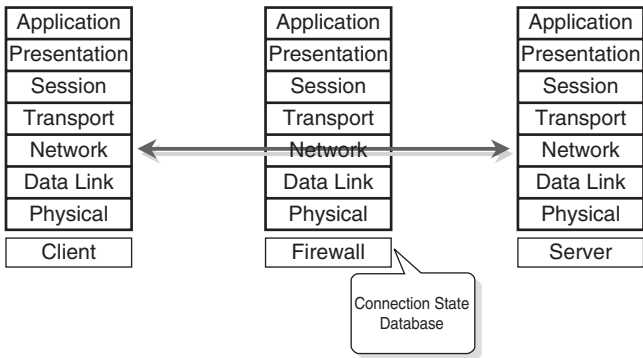 Application
Presentation
Session
Transport
Network
Data Link
Physical
Client
Application
Presentation
Session
Transport
Network
Data Link
Physical
Firewall
Connection State
Database
Application
Presentation
Session
Transport
Network
Data Link
Physical
Server